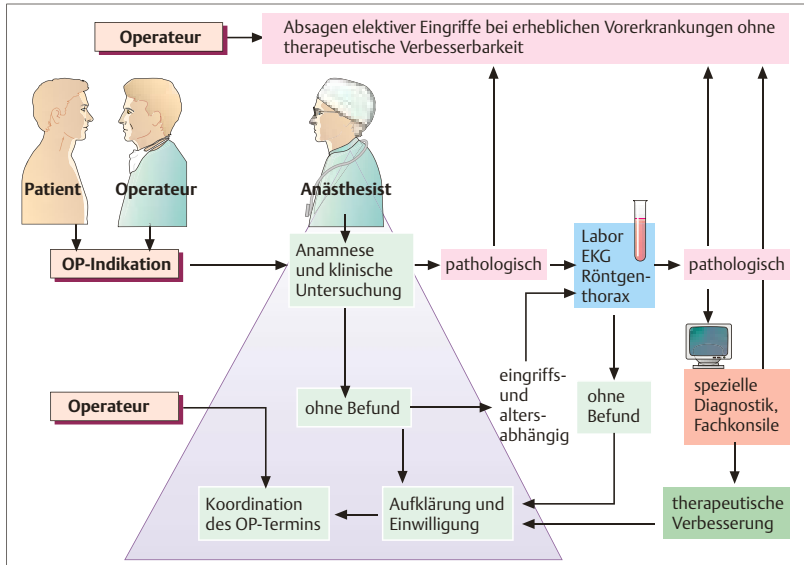 Operateur
Absagen elektiver Eingriffe bei erheblichen Vorerkrankungen ohne
therapeutische Verbesserbarkeit
Patient
Operateur
Anästhesist
OP-Indikation
Anamnese
und klinische
Untersuchung
pathologisch
Labor
EKG
Röntgen-
thorax
pathologisch
eingriffs-
und
alters-
abhängig
Operateur
ohne Befund
ohne
Befund
spezielle
Diagnostik,
Fachkonsile
Koordination
des OP-Termins
Aufklärung und
Einwilligung
therapeutische
Verbesserung